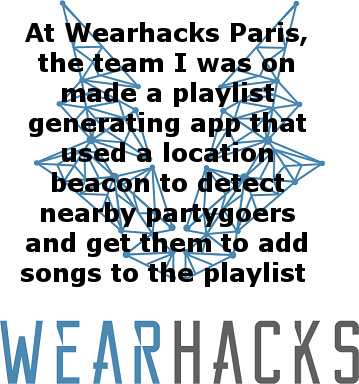 At Wearhacks Paris,
the team I was on
made a playlist
generating app that
used a location
beacon to detect
nearby partygoers
and get them to add
songs to the playlist
WEARHACKS